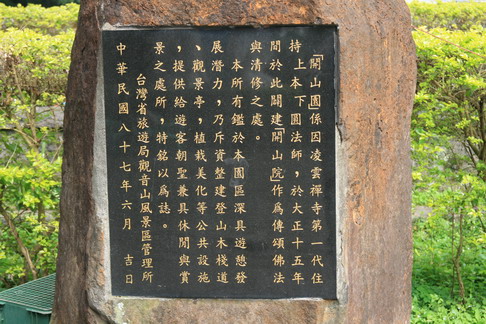 「開山園」係因凌雲禪寺第一代住
持上本下圓法師，於大正十五年
間於此闢建「開山院」作為傳頌佛法
與清修之處。
本所有鑑於本園區深具遊憩發
展潛力，乃斥資整建登山木棧道
、觀景亭，植栽美化等公共設施
，提供給遊客朝聖兼具休閒與賞
景之處所，特銘以為誌。
台灣省旅遊局觀音山風景區管理所
中華民國八十七年六月 吉日